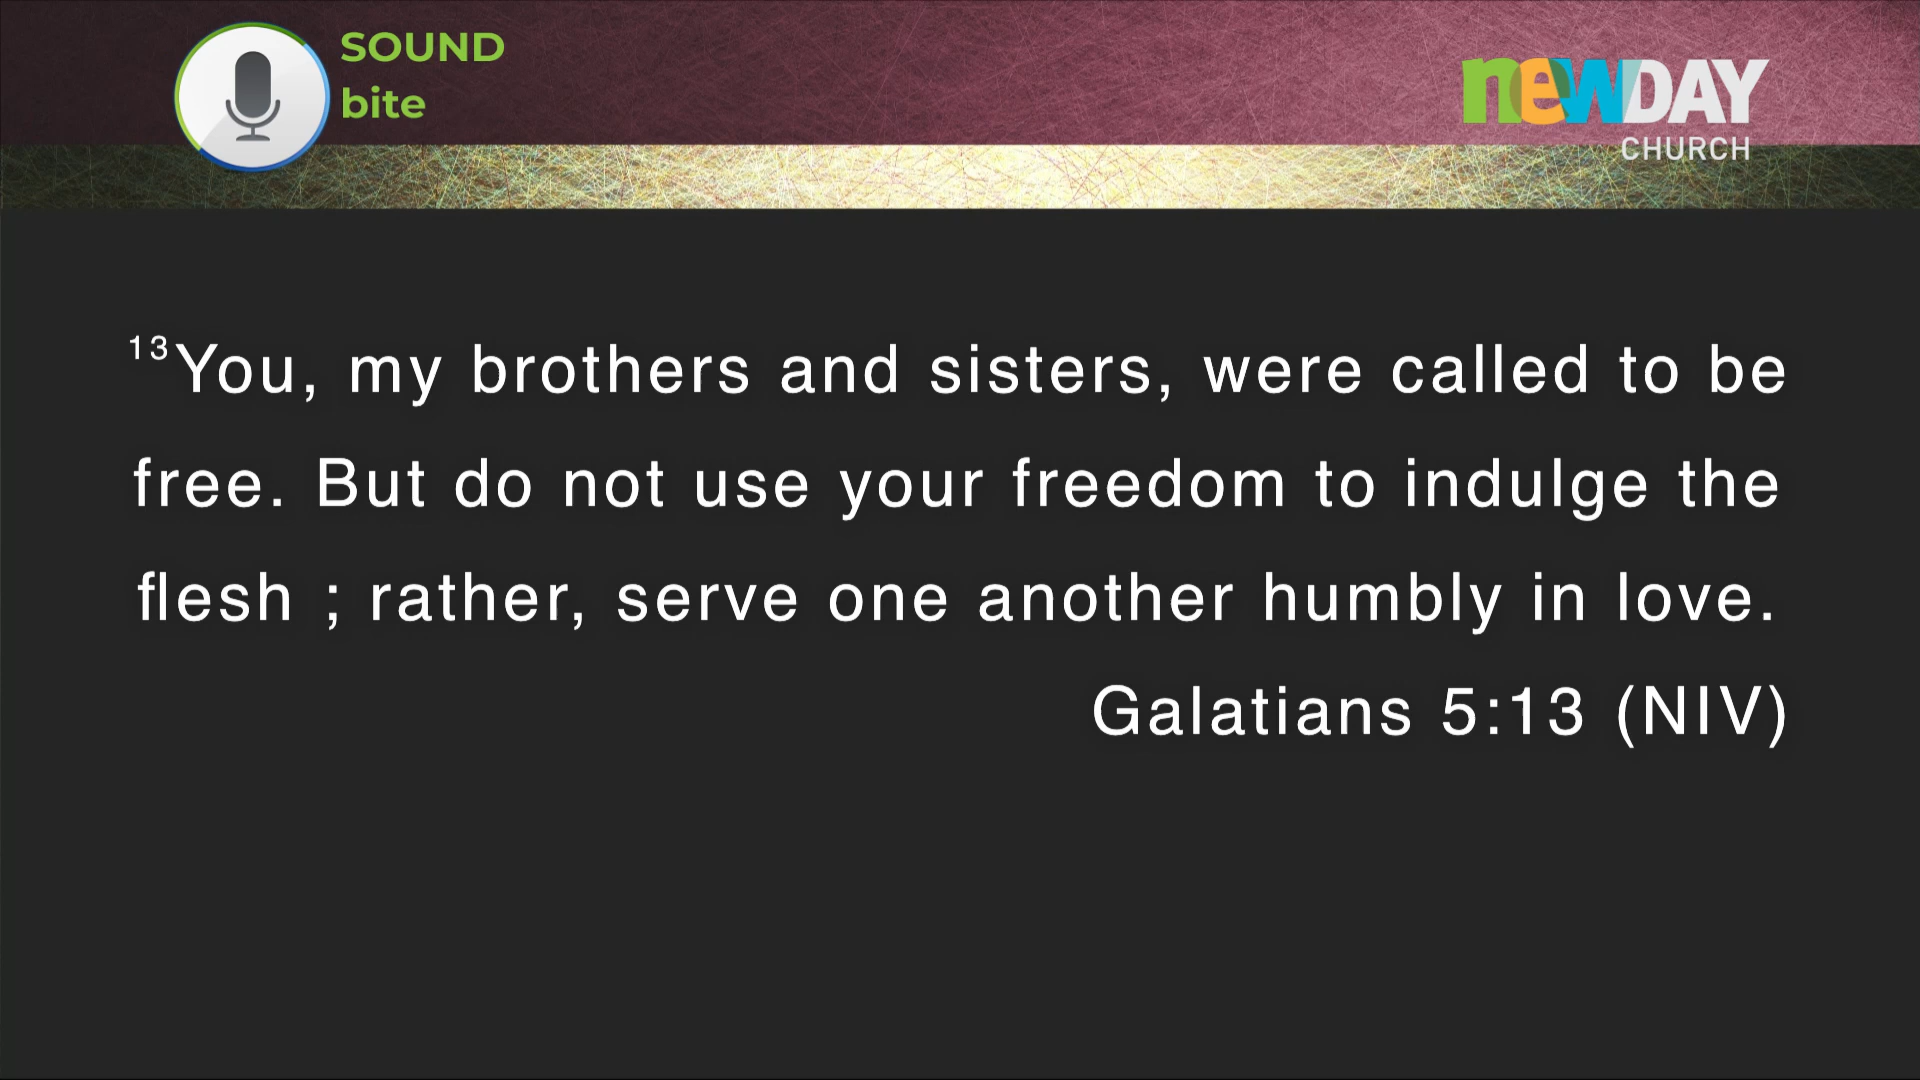 SOUND
bite
newDAY
CHURCH
13You, my brothers and sisters, were called to be
free. But do not use your freedom to indulge the
flesh ; rather, serve one another humbly in love.
Galatians 5:13 (NIV)